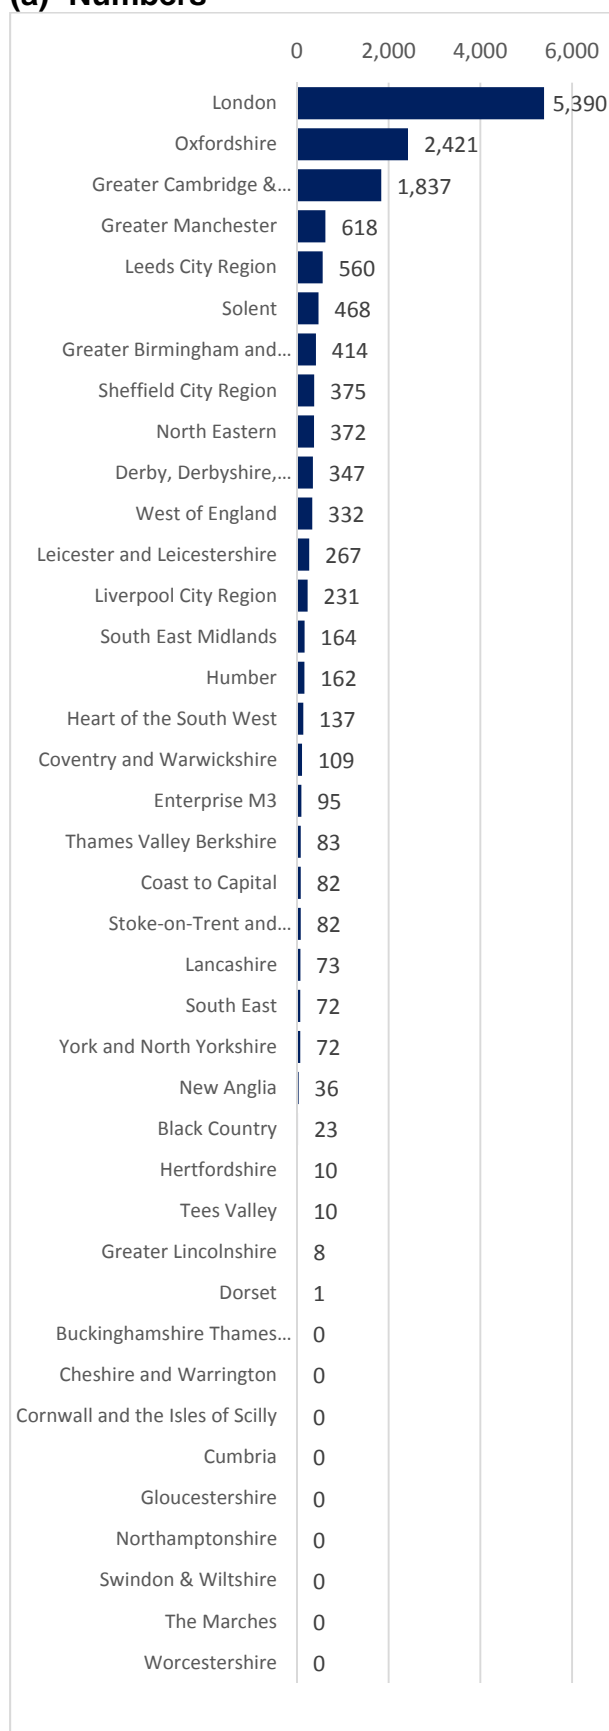 (a) Numbers
0 2,000 4,000 6,000
London 5,390
Oxfordshire 2,421
Greater Cambridge &... 1,837
Greater Manchester 618
Leeds City Region 560
Solent 468
Greater Birmingham and... 414
Sheffield City Region 375
North Eastern 372
Derby, Derbyshire,... 347
West of England 332
Leicester and Leicestershire 267
Liverpool City Region 231
South East Midlands 164
Humber 162
Heart of the South West 137
Coventry and Warwickshire 109
Enterprise M3 95
Thames Valley Berkshire 83
Coast to Capital 82
Stoke-on-Trent and... 82
Lancashire 73
South East 72
York and North Yorkshire 72
New Anglia 36
Black Country 23
Hertfordshire 10
Tees Valley 10
Greater Lincolnshire 8
Dorset 1
Buckinghamshire Thames... 0
Cheshire and Warrington 0
Cornwall and the Isles of Scilly 0
Cumbria 0
Gloucestershire 0
Northamptonshire 0
Swindon & Wiltshire 0
The Marches 0
Worcestershire 0